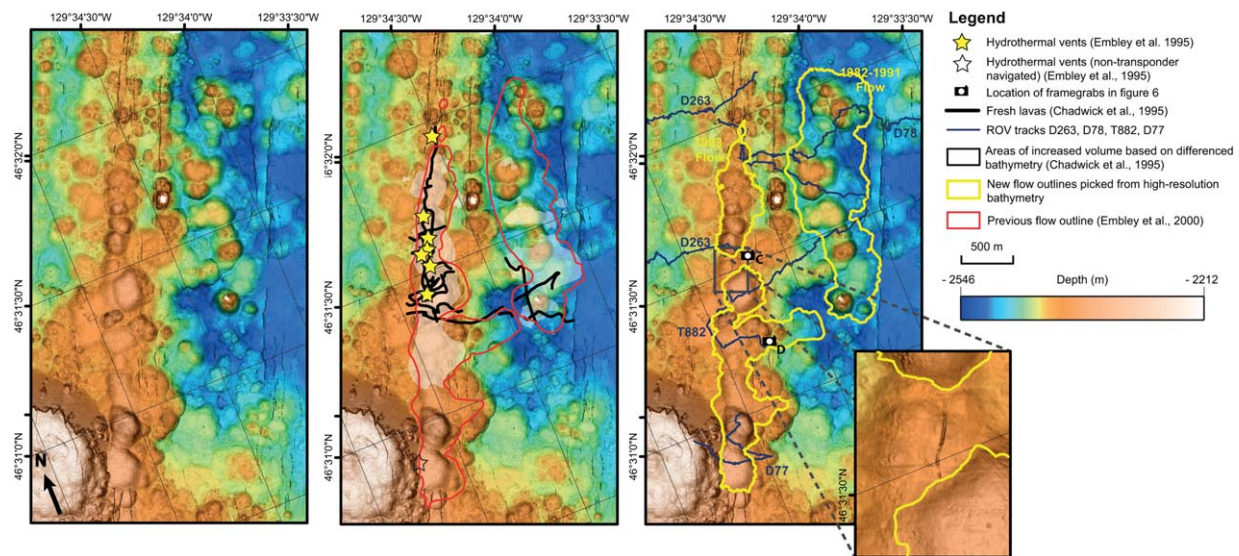 129°34'30"W
129°34'0"W
129°33'30"W
129°34'30"W
129°34'0"W
129°33'30"W
129°34'30"W
129°34'0"W
129°33'30"W
46°32'0"N
46°31'30"N
46°31'0"N
N
46°32'0"N
46°31'30"N
46°31'0"N
46°32'0"N
46°31'30"N
46°31'0"N
D263
1982-1991
Flow
D78
Flow
D263
C
T882
D
D77
46°31'30"N
Legend
Hydrothermal vents (Embley et al. 1995)
Hydrothermal vents (non-transponder
navigated) (Embley et al., 1995)
Location of framegrabs in figure 6
Fresh lavas (Chadwick et al., 1995)
ROV tracks D263, D78, T882, D77
Areas of increased volume based on differenced
bathymetry (Chadwick et al., 1995)
New flow outlines picked from high-resolution
bathymetry
Previous flow outline (Embley et al., 2000)
500 m
Depth (m)
- 2546
- 2212